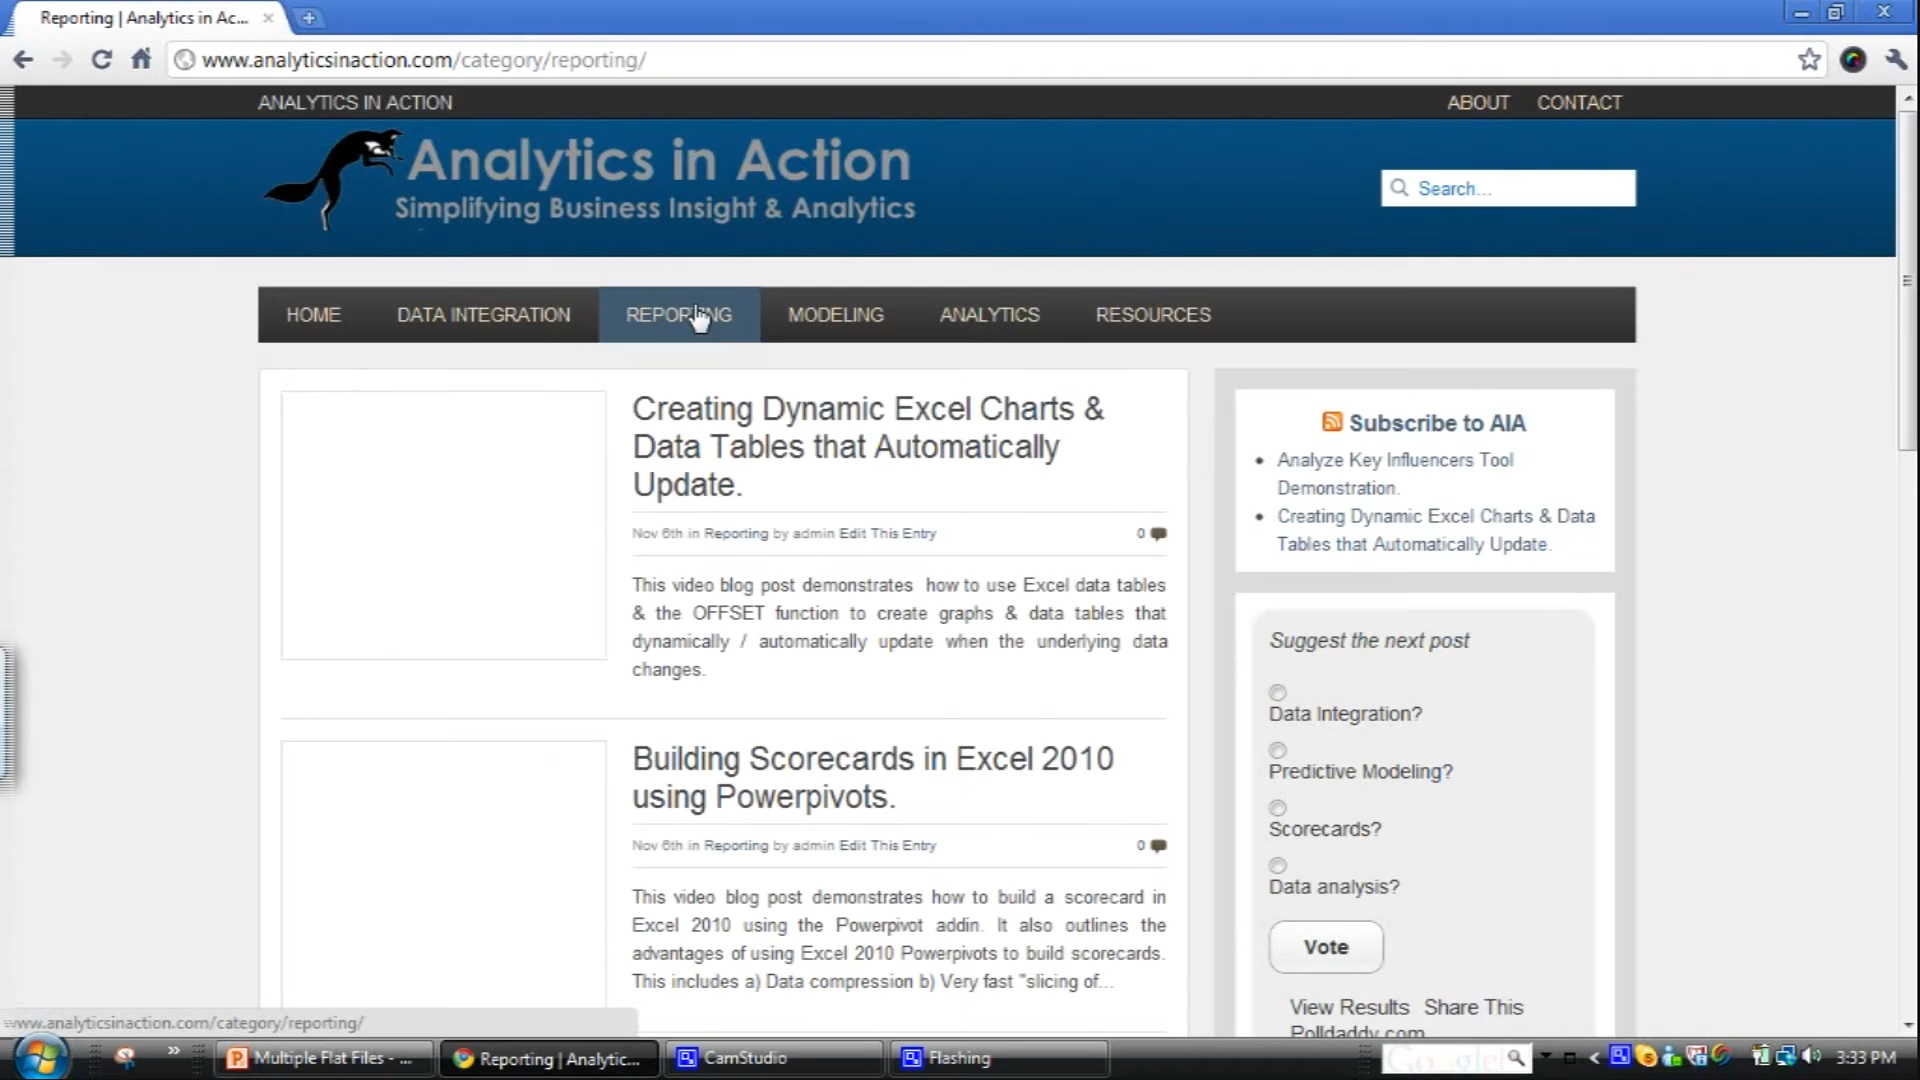 Reporting | Analytics in Ac...
www.analyticsinaction.com/category/reporting/
ANALYTICS IN ACTION
ABOUT
CONTACT
Analytics in Action
Simplifying Business Insight & Analytics
Search...
HOME
DATA INTEGRATION
REPORTING
MODELING
ANALYTICS
RESOURCES
Creating Dynamic Excel Charts &
Data Tables that Automatically
Update.
Nov 6th in Reporting by admin Edit This Entry
0
This video blog post demonstrates how to use Excel data tables
& the OFFSET function to create graphs & data tables that
dynamically / automatically update when the underlying data
changes.
Building Scorecards in Excel 2010
using Powerpivots.
Nov 6th in Reporting by admin Edit This Entry
0
This video blog post demonstrates how to build a scorecard in
Excel 2010 using the Powerpivot addin. It also outlines the
advantages of using Excel 2010 Powerpivots to build scorecards.
This includes a) Data compression b) Very fast "slicing of...
Subscribe to AIA
Analyze Key Influencers Tool
Demonstration.
Creating Dynamic Excel Charts & Data
Tables that Automatically Update.
Suggest the next post
Data Integration?
Predictive Modeling?
Scorecards?
Data analysis?
Vote
View Results Share This
Polldaddy.com
www.analyticsinaction.com/category/reporting/
Multiple Flat Files - ...
Reporting | Analytic...
CamStudio
Flashing
Google
3:33 PM